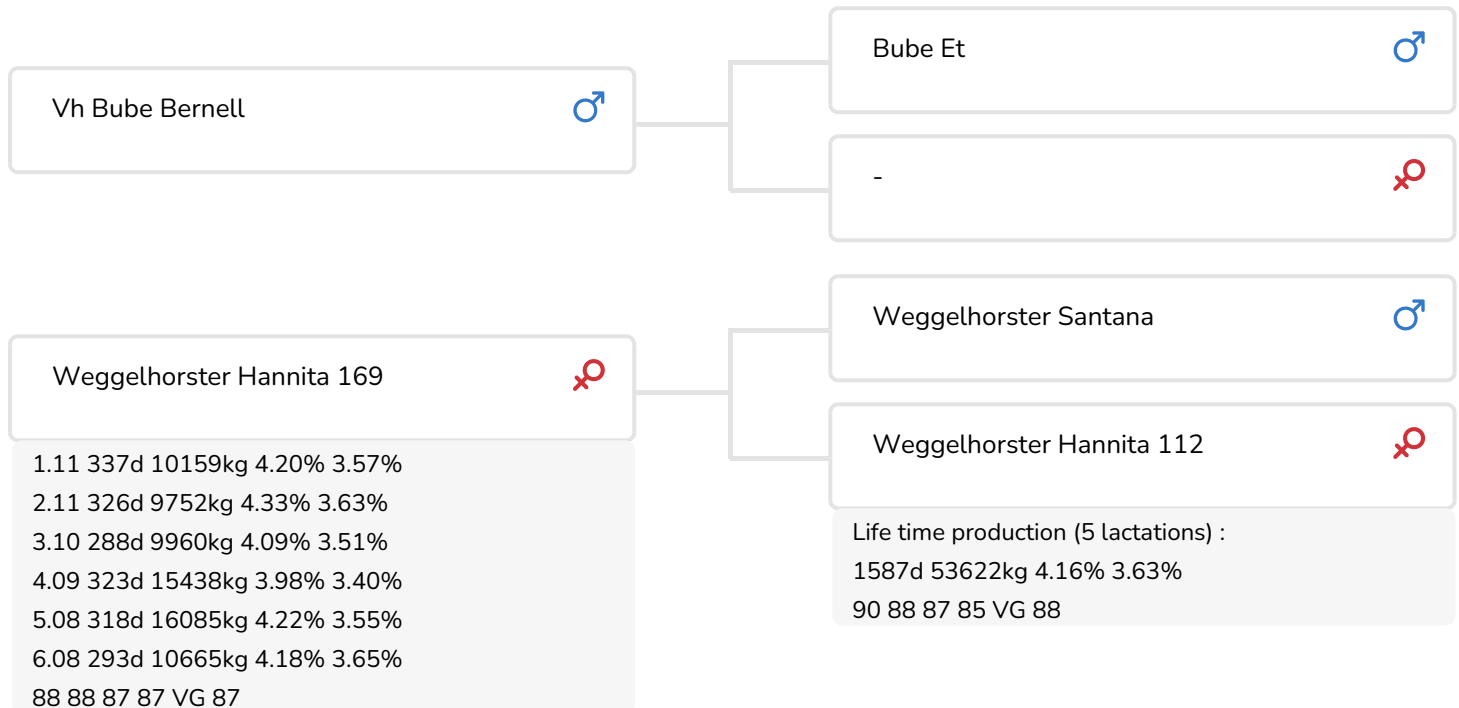 Bube Et
Vh Bube Bernell
-
Weggelhorster Santana
Weggelhorster Hannita 169
Weggelhorster Hannita 112
1.11 337d 10159kg 4.20% 3.57%
2.11 326d 9752kg 4.33% 3.63%
3.10 288d 9960kg 4.09% 3.51%
4.09 323d 15438kg 3.98% 3.40%
5.08 318d 16085kg 4.22% 3.55%
6.08 293d 10665kg 4.18% 3.65%
88 88 87 87 VG 87
Life time production (5 lactations) :
1587d 53622kg 4.16% 3.63%
90 88 87 85 VG 88